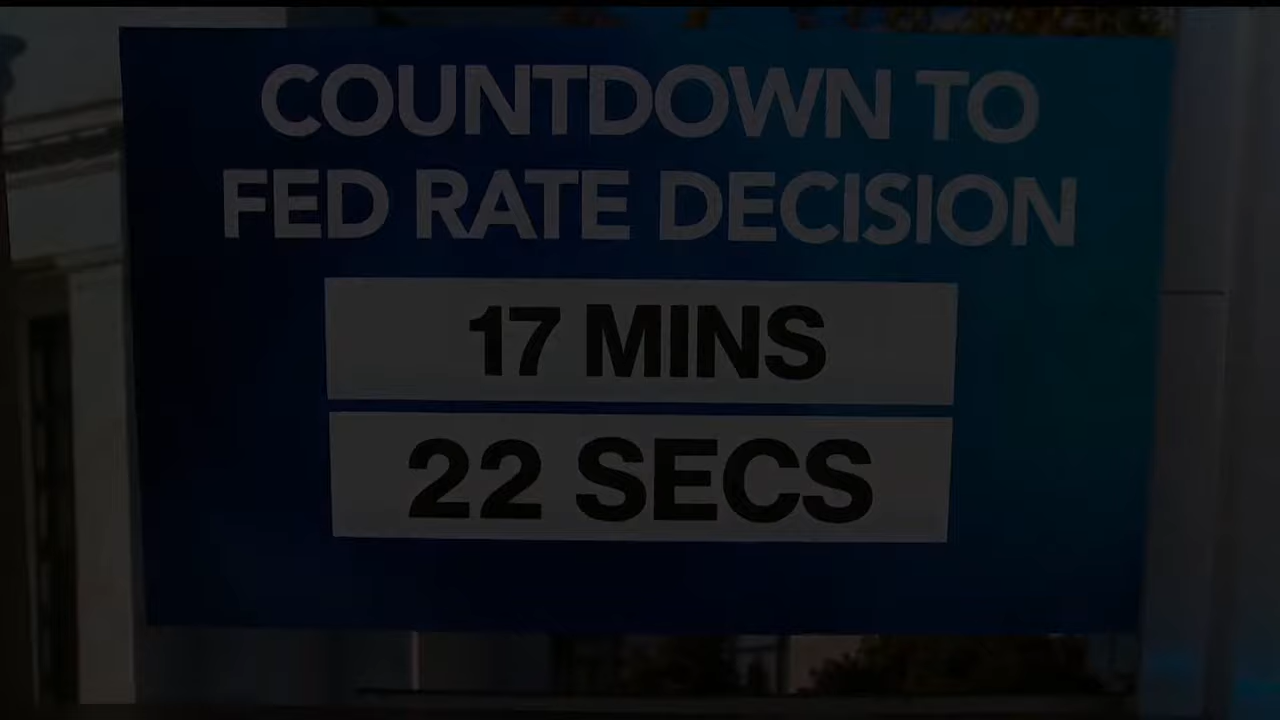 COUNTDOWN TO
FED RATE DECISION
17 MINS
22 SECS